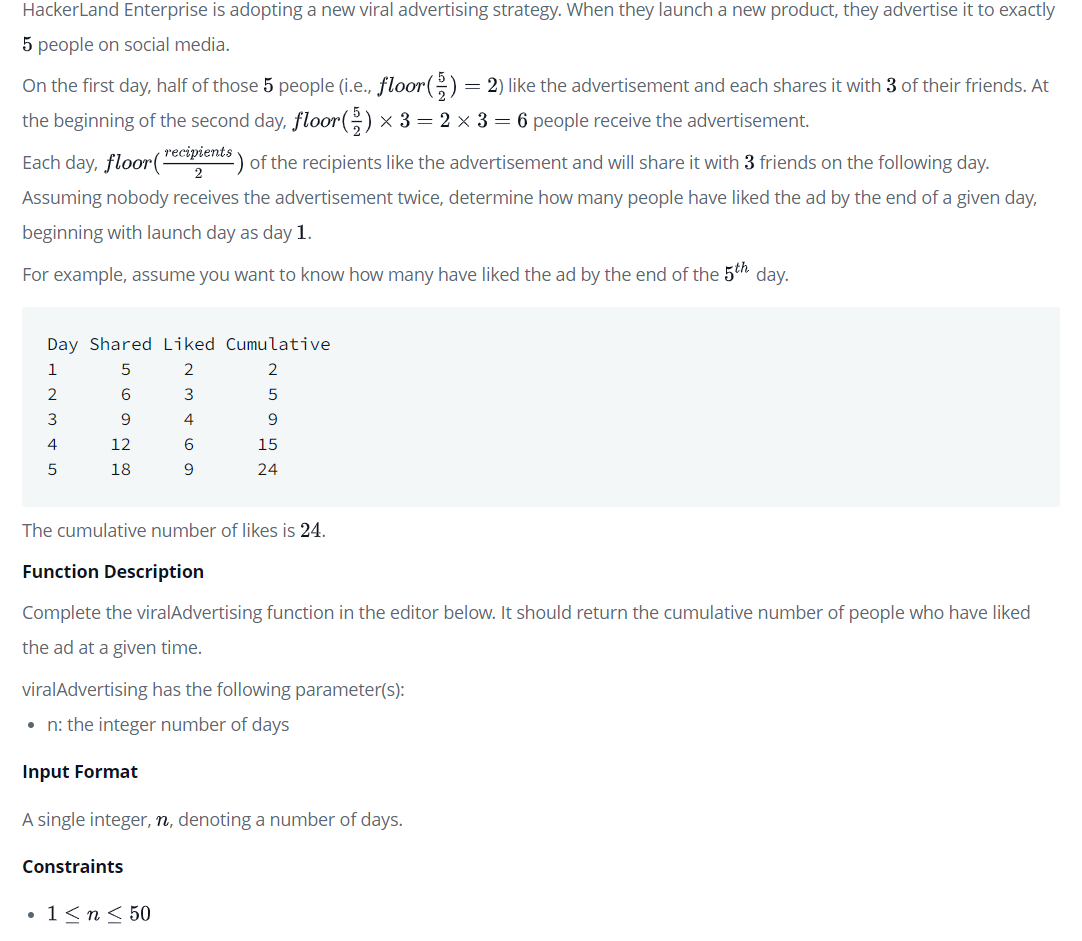 HackerLand Enterprise is adopting a new viral advertising strategy. When they launch a new product, they advertise it to exactly
5 people on social media.
On the first day, half of those 5 people (i.e., floor(5/2) = 2) like the advertisement and each shares it with 3 of their friends. At
the beginning of the second day, floor(5/2) × 3 = 2 × 3 = 6 people receive the advertisement.
Each day, floor(recipients/2) of the recipients like the advertisement and will share it with 3 friends on the following day.
Assuming nobody receives the advertisement twice, determine how many people have liked the ad by the end of a given day,
beginning with launch day as day 1.
For example, assume you want to know how many have liked the ad by the end of the 5th day.
Day Shared Liked Cumulative
1 5 2 2
2 6 3 5
3 9 4 9
4 12 6 15
5 18 9 24
The cumulative number of likes is 24.
Function Description
Complete the viralAdvertising function in the editor below. It should return the cumulative number of people who have liked
the ad at a given time.
viralAdvertising has the following parameter(s):
• n: the integer number of days
Input Format
A single integer, n, denoting a number of days.
Constraints
• 1 ≤ n ≤ 50